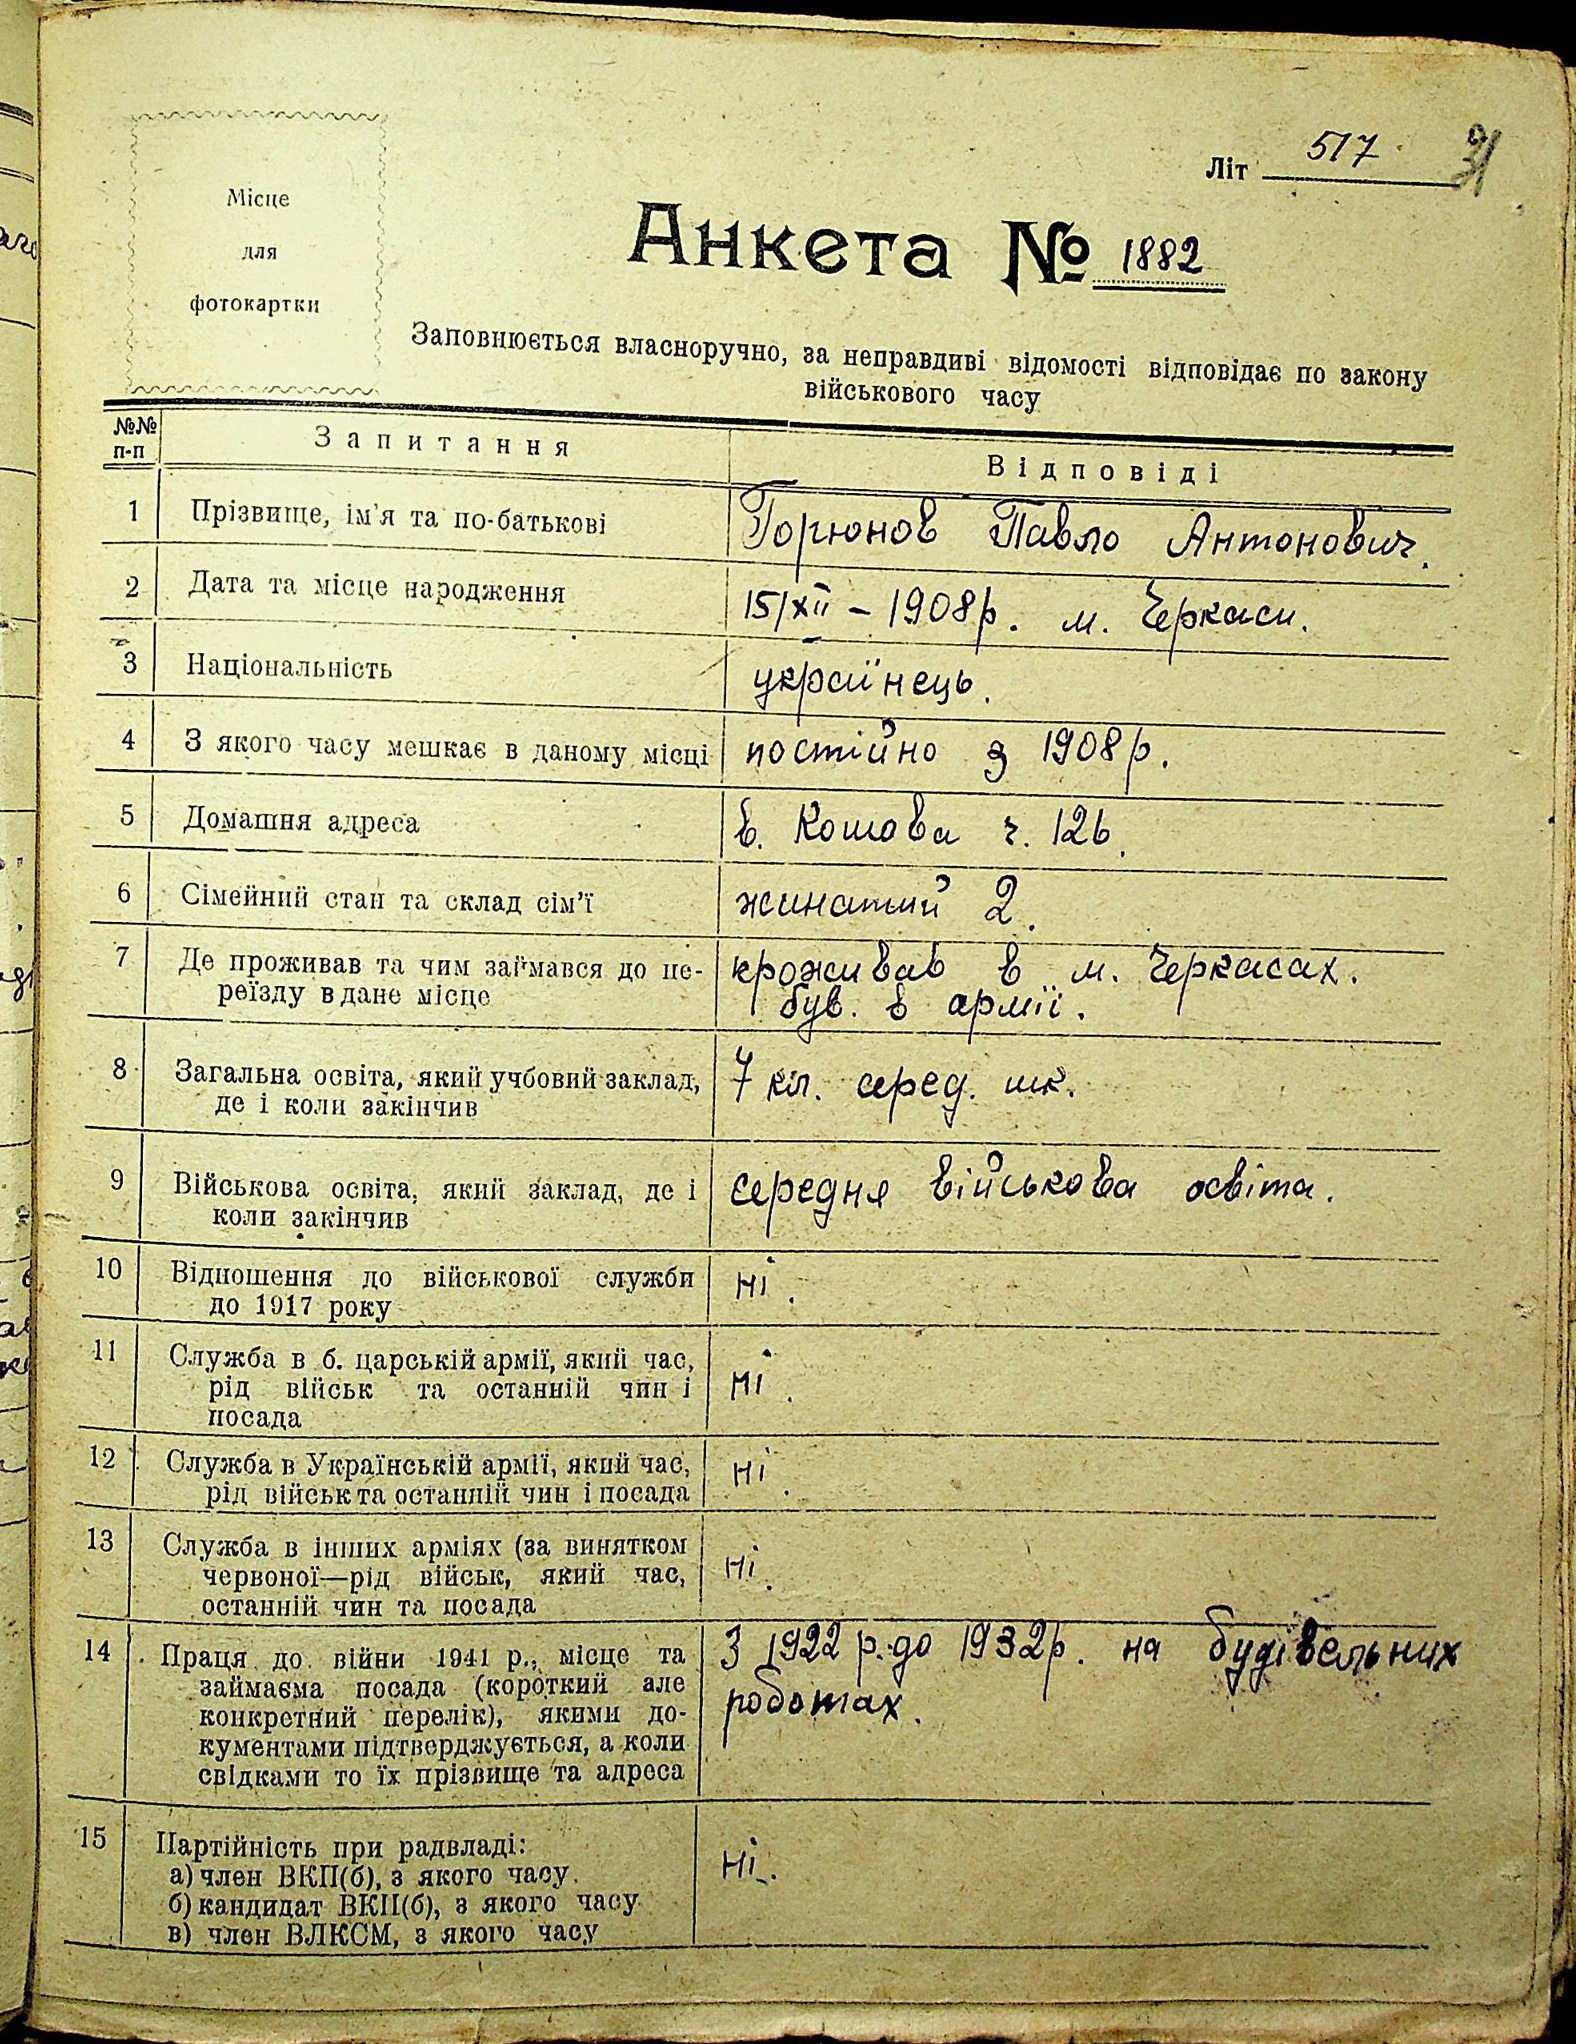 Місце
для
фотокартки
Літ 517
Анкета № 1882
Заповнюється власноручно, за неправдиві відомості відповідає по закону
військового часу
№№ п-п Запитання Відповіді
1 Прізвище, ім'я та по-батькові Горюнов Павло Антонович.
2 Дата та місце народження 15/XII – 1908 р. м. Черкаси.
3 Національність українець.
4 З якого часу мешкає в даному місці постійно з 1908 р.
5 Домашня адреса в. Кошова ч. 126.
6 Сімейний стан та склад сім'ї жинатий 2.
7 Де проживав та чим займався до пе- проживав в м. Черкасах.
реїзду в дане місце був. в армії.
8 Загальна освіта, який учбовий заклад, 7 кл. серед. шк.
де і коли закінчив
9 Військова освіта, який заклад, де і середня військова освіта.
коли закінчив
10 Відношення до військової служби ні.
до 1917 року
11 Служба в б. царській армії, який час,
рід військ та останній чин і ні.
посада
12 Служба в Українській армії, який час, ні.
рід військ та останній чин і посада
13 Служба в інших арміях (за винятком
червоної—рід військ, який час, ні.
останній чин та посада
14 Праця до війни 1941 р., місце та З 1922 р. до 1932 р. на будівельних
займаєма посада (короткий але роботах.
конкретний перелік), якими до-
кументами підтверджується, а коли
свідками то їх прізвище та адреса
15 Партійність при радвладі: ні.
а) член ВКП(б), з якого часу.
б) кандидат ВКП(б), з якого часу
в) член ВЛКСМ, з якого часу